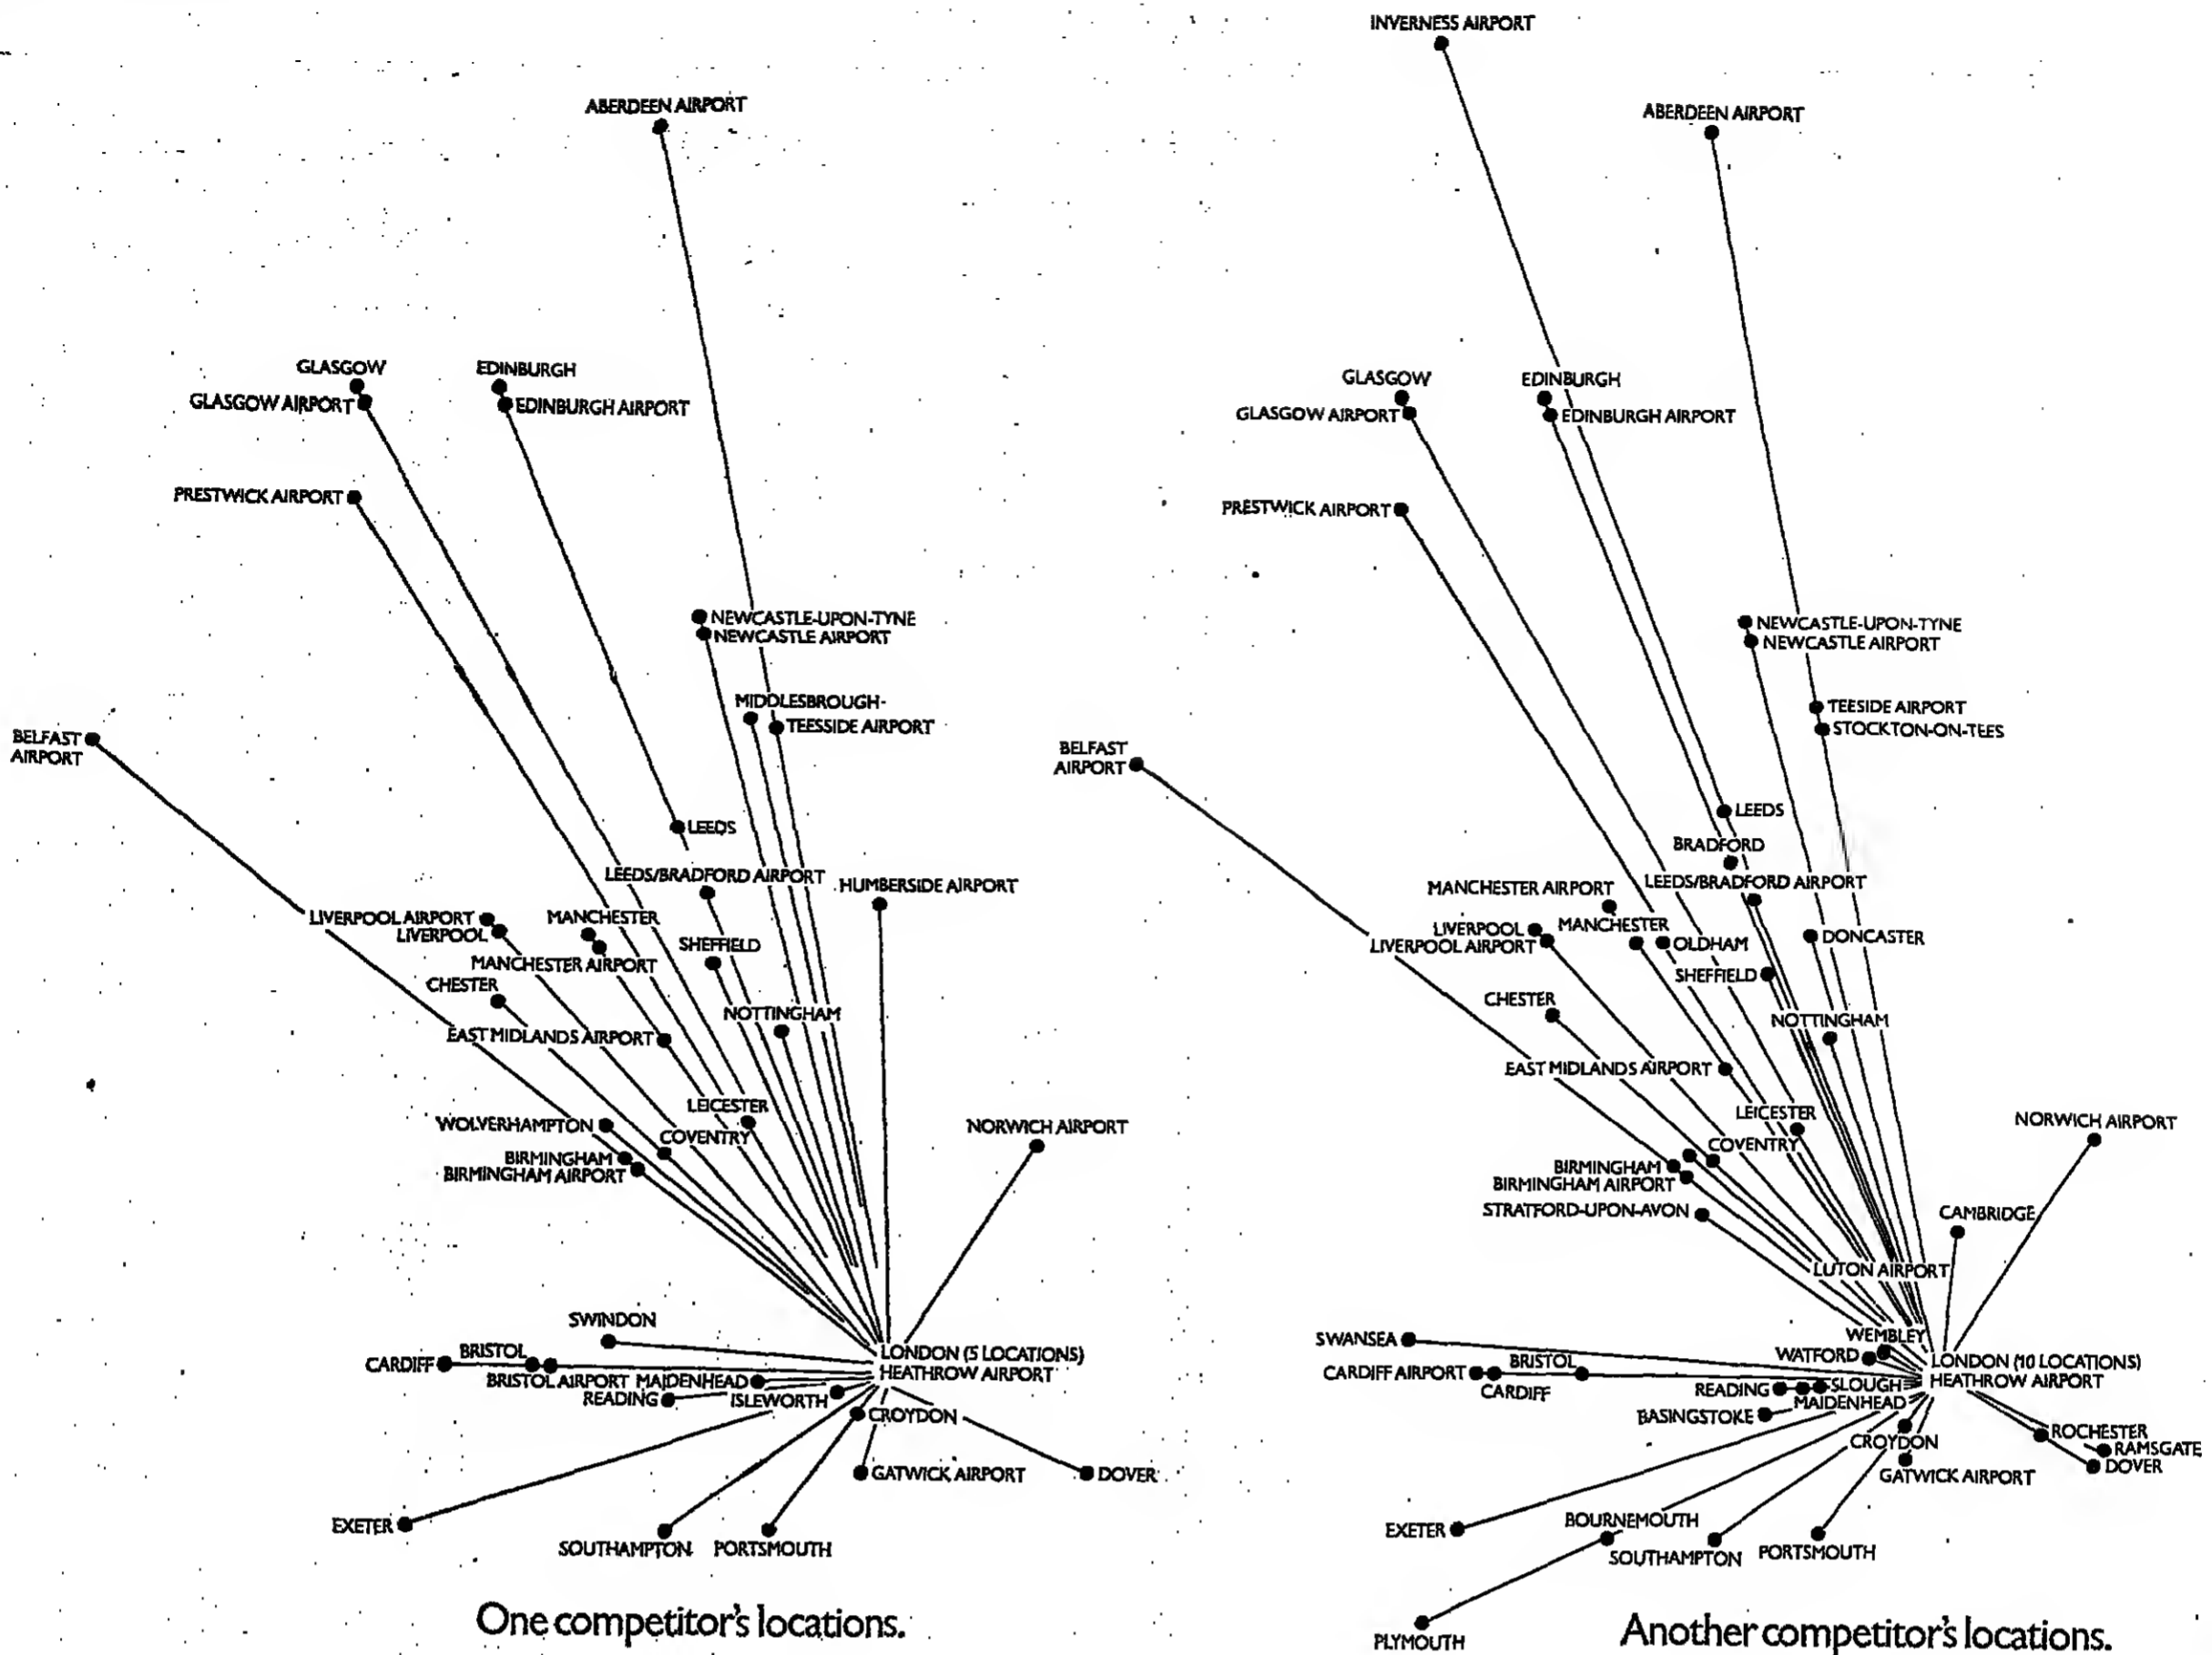 ABERDEEN AIRPORT
GLASGOW
EDINBURGH
GLASGOW AIRPORT
EDINBURGH AIRPORT
PRESTWICK AIRPORT
NEWCASTLE-UPON-TYNE
NEWCASTLE AIRPORT
MIDDLESBROUGH-
TEESSIDE AIRPORT
BELFAST
AIRPORT
LEEDS
LEEDS/BRADFORD AIRPORT
HUMBERSIDE AIRPORT
LIVERPOOL AIRPORT
LIVERPOOL
MANCHESTER
MANCHESTER AIRPORT
SHEFFIELD
CHESTER
NOTTINGHAM
EAST MIDLANDS AIRPORT
LEICESTER
WOLVERHAMPTON
COVENTRY
NORWICH AIRPORT
BIRMINGHAM
BIRMINGHAM AIRPORT
SWINDON
CARDIFF
BRISTOL
LONDON (5 LOCATIONS)
HEATHROW AIRPORT
BRISTOL AIRPORT
MAIDENHEAD
READING
ISLEWORTH
CROYDON
GATWICK AIRPORT
DOVER
EXETER
SOUTHAMPTON
PORTSMOUTH
One competitor's locations.
INVERNESS AIRPORT
ABERDEEN AIRPORT
GLASGOW
EDINBURGH
GLASGOW AIRPORT
EDINBURGH AIRPORT
PRESTWICK AIRPORT
NEWCASTLE-UPON-TYNE
NEWCASTLE AIRPORT
TEESIDE AIRPORT
STOCKTON-ON-TEES
BELFAST
AIRPORT
LEEDS
BRADFORD
LEEDS/BRADFORD AIRPORT
MANCHESTER AIRPORT
LIVERPOOL
LIVERPOOL AIRPORT
MANCHESTER
OLDHAM
DONCASTER
SHEFFIELD
CHESTER
NOTTINGHAM
EAST MIDLANDS AIRPORT
LEICESTER
COVENTRY
NORWICH AIRPORT
BIRMINGHAM
BIRMINGHAM AIRPORT
STRATFORD-UPON-AVON
CAMBRIDGE
LUTON AIRPORT
SWANSEA
WEMBLEY
WATFORD
LONDON (10 LOCATIONS)
HEATHROW AIRPORT
CARDIFF AIRPORT
BRISTOL
CARDIFF
READING
SLOUGH
MAIDENHEAD
BASINGSTOKE
CROYDON
GATWICK AIRPORT
ROCHESTER
RAMSGATE
DOVER
EXETER
BOURNEMOUTH
SOUTHAMPTON
PORTSMOUTH
PLYMOUTH
Another competitor's locations.